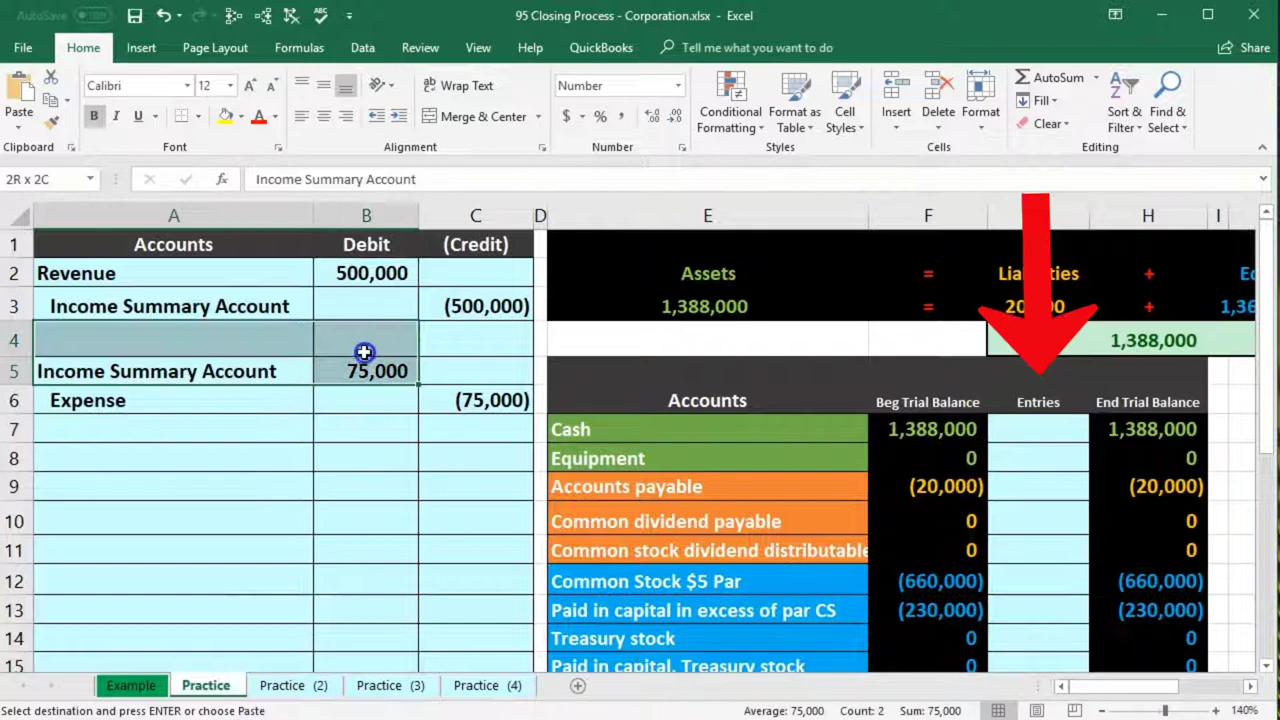 AutoSave Off
95 Closing Process - Corporation.xlsx - Excel
File Home Insert Page Layout Formulas Data Review View Help QuickBooks Tell me what you want to do Share
Calibri 12 Wrap Text Number AutoSum
Paste B I U Merge & Center $ % Conditional Formatting Format as Table Cell Styles Insert Delete Format Fill Clear Sort & Filter Find & Select
Clipboard Font Alignment Number Styles Cells Editing
2R x 2C fx Income Summary Account
A B C D E F H I
1 Accounts Debit (Credit)
2 Revenue 500,000 Assets = + 
3 Income Summary Account (500,000) 1,388,000 = +
4 1,388,000
5 Income Summary Account 75,000
6 Expense (75,000) Accounts Beg Trial Balance Entries End Trial Balance
7 Cash 1,388,000 1,388,000
8 Equipment 0 0
9 Accounts payable (20,000) (20,000)
10 Common dividend payable 0 0
11 Common stock dividend distributable 0 0
12 Common Stock $5 Par (660,000) (660,000)
13 Paid in capital in excess of par CS (230,000) (230,000)
14 Treasury stock 0 0
15 Paid in capital, Treasury stock 0 0
Example Practice Practice (2) Practice (3) Practice (4)
Select destination and press ENTER or choose Paste Average: 75,000 Count: 2 Sum: 75,000 140%